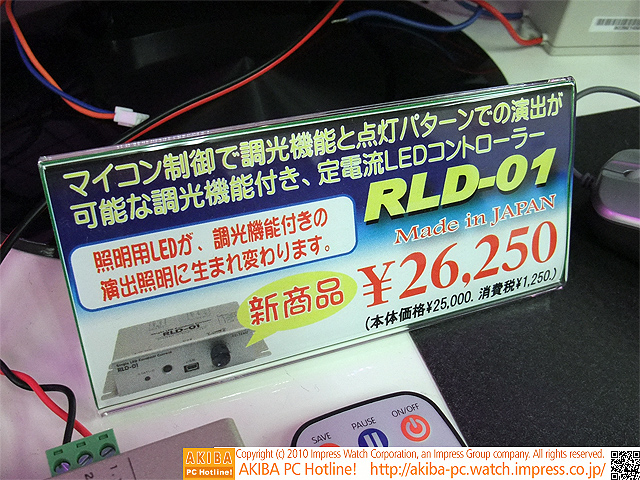 マイコン制御で調光機能と点灯パターンでの演出が
可能な調光機能付き、定電流LEDコントローラー
RLD-01
Made in JAPAN
照明用LEDが、調光機能付きの
演出照明に生まれ変わります。
¥26,250
(本体価格¥25,000. 消費税¥1,250.)
新商品
RLD-01
RLD-01
SAVE
PAUSE
ON/OFF
1
2
AKIBA
PC Hotline!
Copyright (c) 2010 Impress Watch Corporation, an Impress Group company. All rights reserved.
AKIBA PC Hotline! http://akiba-pc.watch.impress.co.jp/